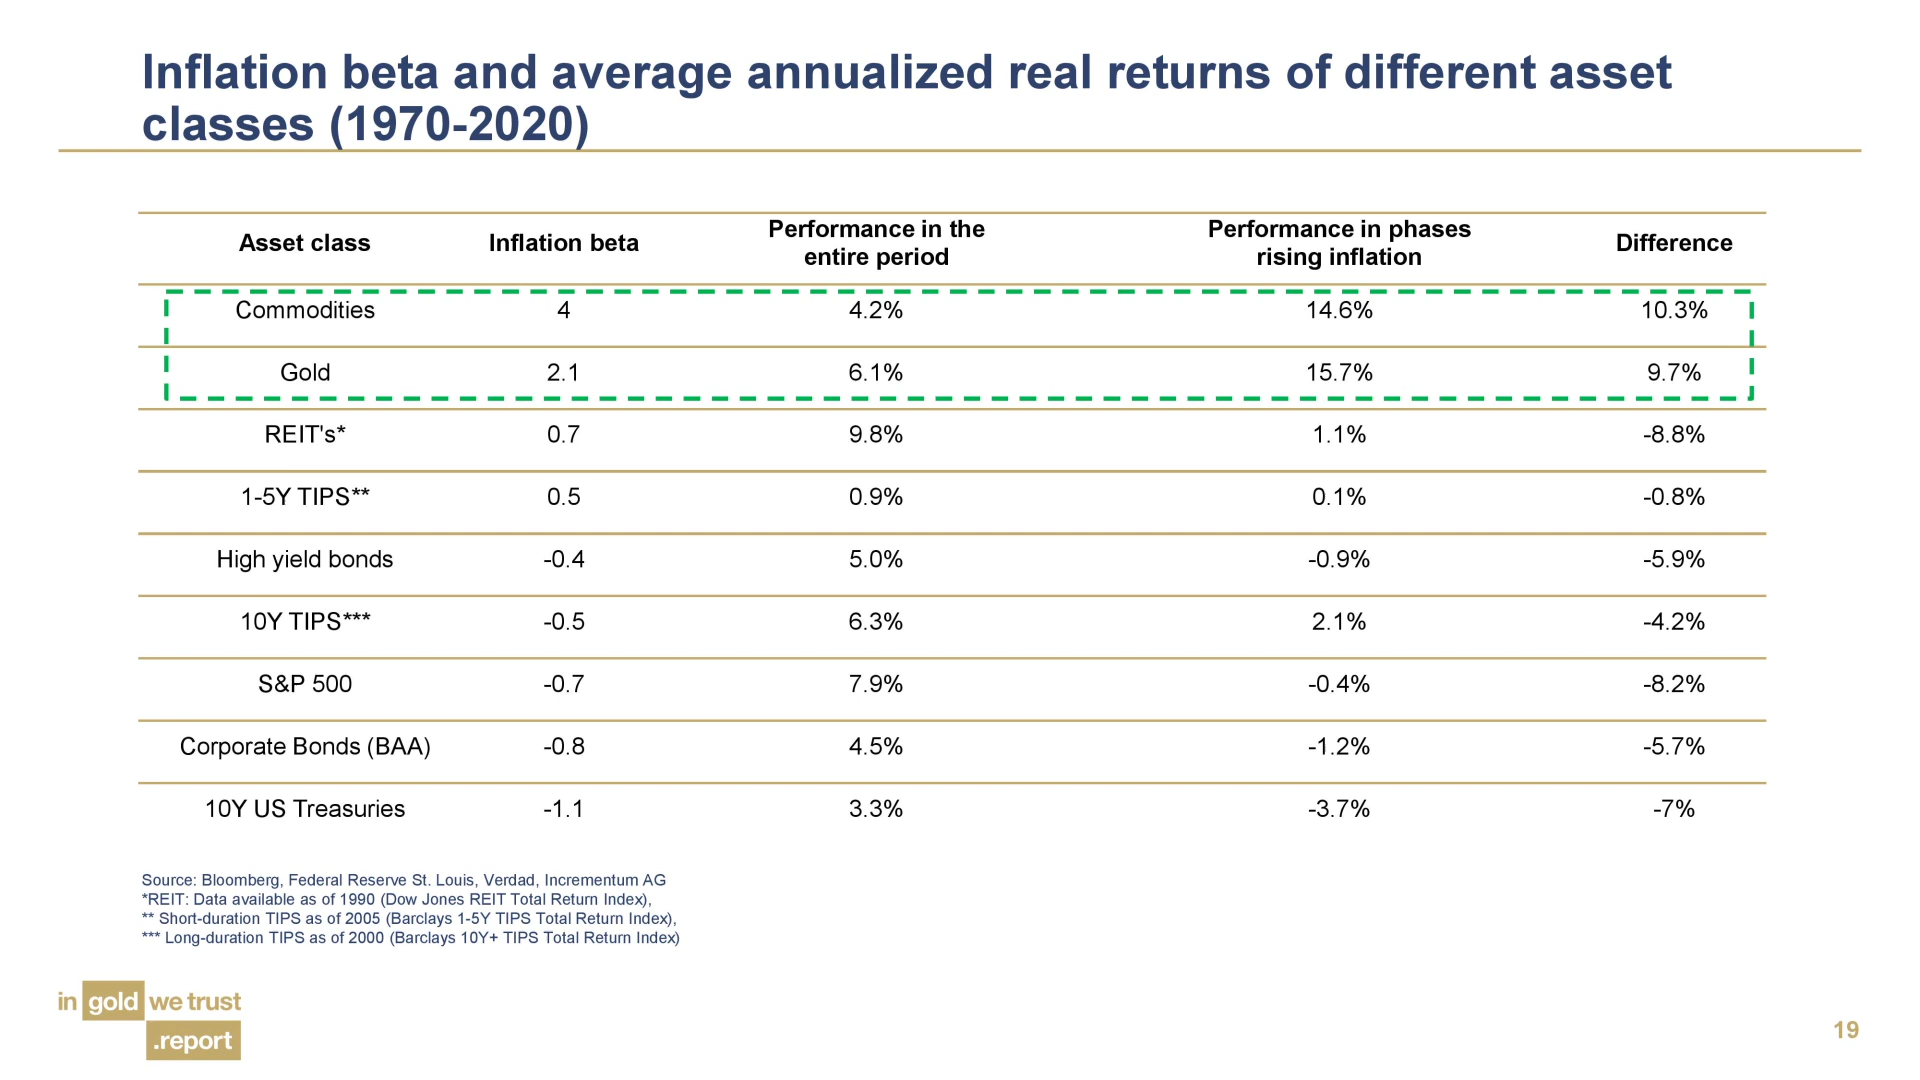 Inflation beta and average annualized real returns of different asset
classes (1970-2020)
Asset class Inflation beta Performance in the entire period Performance in phases rising inflation Difference
Commodities 4 4.2% 14.6% 10.3%
Gold 2.1 6.1% 15.7% 9.7%
REIT's* 0.7 9.8% 1.1% -8.8%
1-5Y TIPS** 0.5 0.9% 0.1% -0.8%
High yield bonds -0.4 5.0% -0.9% -5.9%
10Y TIPS*** -0.5 6.3% 2.1% -4.2%
S&P 500 -0.7 7.9% -0.4% -8.2%
Corporate Bonds (BAA) -0.8 4.5% -1.2% -5.7%
10Y US Treasuries -1.1 3.3% -3.7% -7%
Source: Bloomberg, Federal Reserve St. Louis, Verdad, Incrementum AG
*REIT: Data available as of 1990 (Dow Jones REIT Total Return Index),
** Short-duration TIPS as of 2005 (Barclays 1-5Y TIPS Total Return Index),
*** Long-duration TIPS as of 2000 (Barclays 10Y+ TIPS Total Return Index)
in gold we trust
.report
19